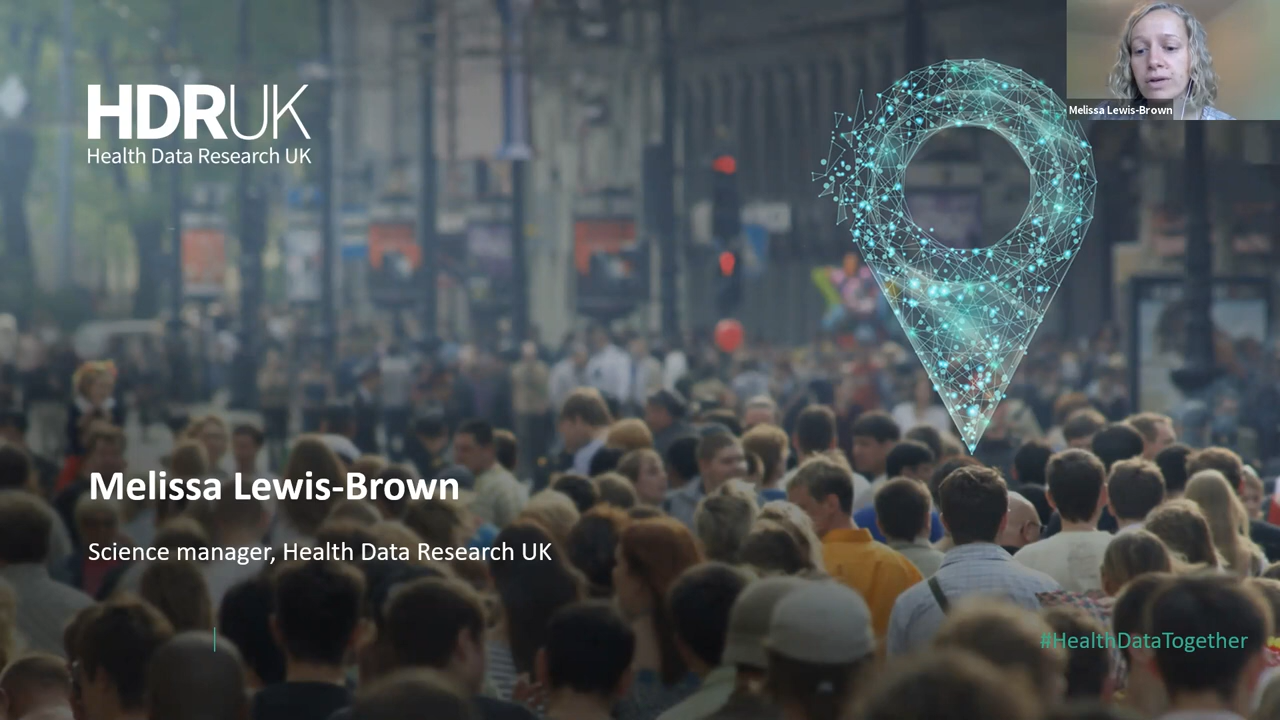 HDRUK
Health Data Research UK
Melissa Lewis-Brown
Melissa Lewis-Brown
Science manager, Health Data Research UK
#HealthDataTogether